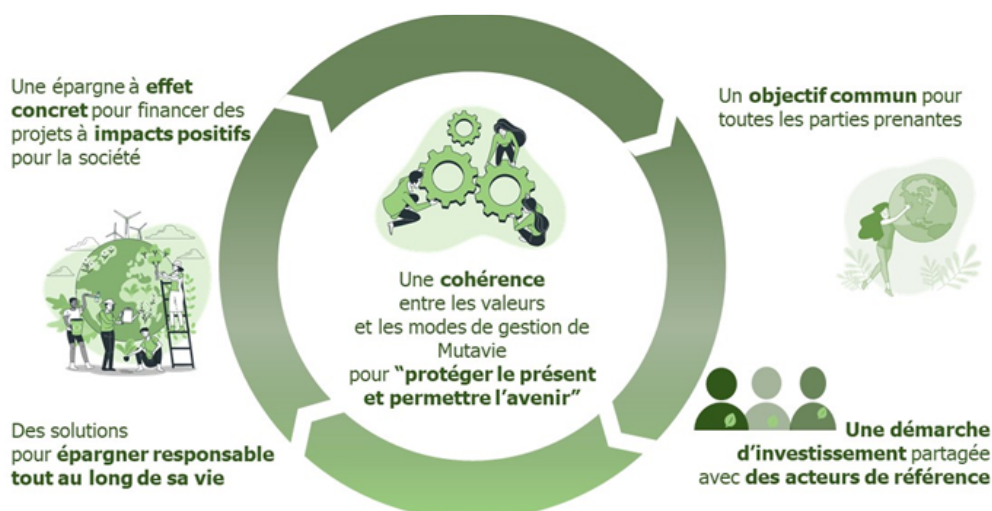 Une épargne à effet
concret pour financer des
projets à impacts positifs
pour la société
Un objectif commun pour
toutes les parties prenantes
Une cohérence
entre les valeurs
et les modes de gestion de
Mutavie
pour “protéger le présent
et permettre l’avenir”
Des solutions
pour épargner responsable
tout au long de sa vie
Une démarche
d’investissement partagée
avec des acteurs de référence